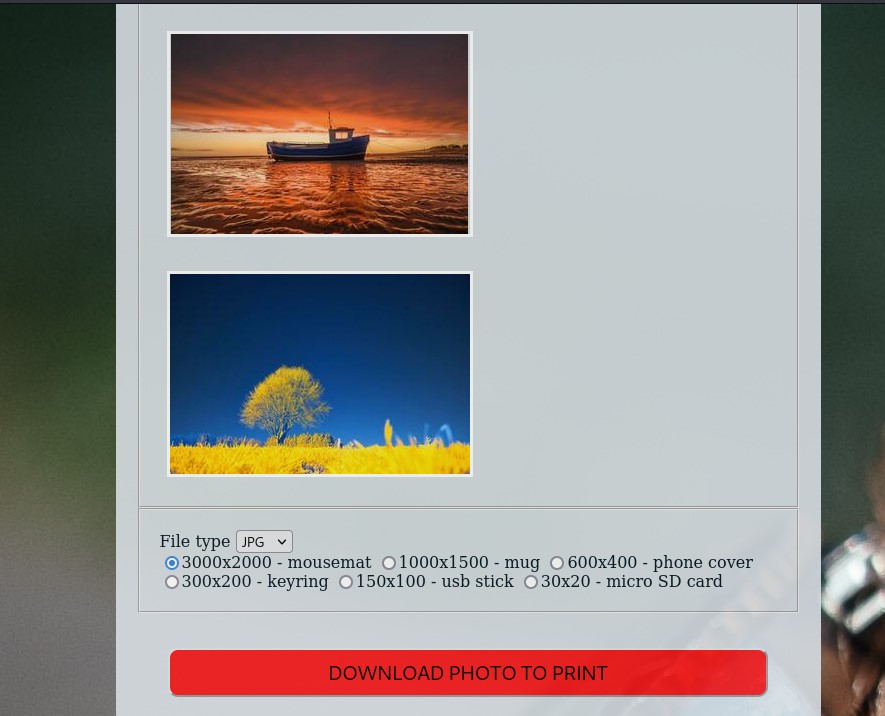 File type JPG
3000x2000 - mousemat 1000x1500 - mug 600x400 - phone cover
300x200 - keyring 150x100 - usb stick 30x20 - micro SD card
DOWNLOAD PHOTO TO PRINT